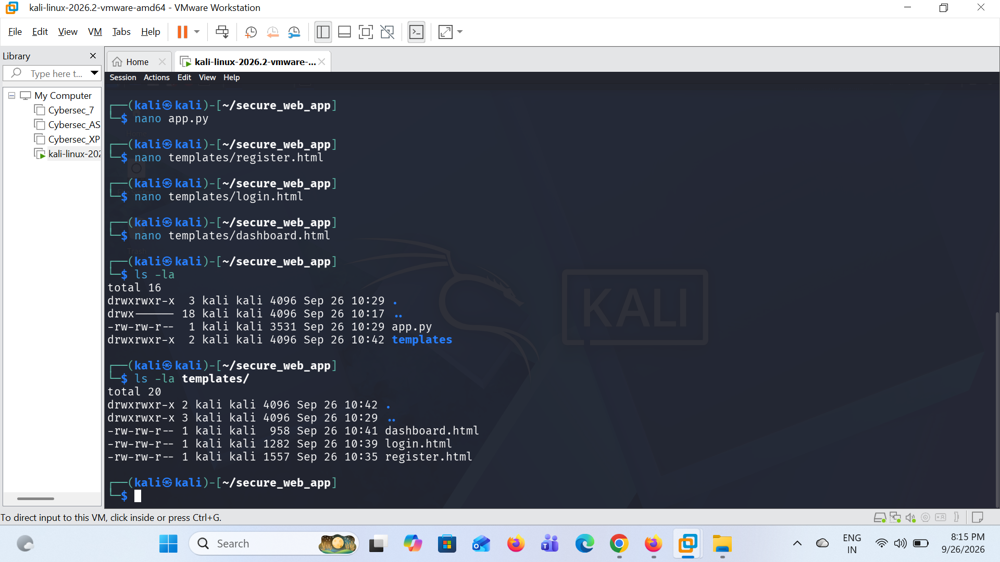 kali-linux-2026.2-vmware-amd64 - VMware Workstation
File Edit View VM Tabs Help
Library
Type here t...
My Computer
Cybersec_7
Cybersec_AS
Cybersec_XP
kali-linux-202
Home
kali-linux-2026.2-vmware-...
Session Actions Edit View Help
┌──(kali㉿kali)-[~/secure_web_app]
└─$ nano app.py
┌──(kali㉿kali)-[~/secure_web_app]
└─$ nano templates/register.html
┌──(kali㉿kali)-[~/secure_web_app]
└─$ nano templates/login.html
┌──(kali㉿kali)-[~/secure_web_app]
└─$ nano templates/dashboard.html
┌──(kali㉿kali)-[~/secure_web_app]
└─$ ls -la
total 16
drwxrwxr-x  3 kali kali 4096 Sep 26 10:29 .
drwx------ 18 kali kali 4096 Sep 26 10:17 ..
-rw-rw-r--  1 kali kali 3531 Sep 26 10:29 app.py
drwxrwxr-x  2 kali kali 4096 Sep 26 10:42 templates
┌──(kali㉿kali)-[~/secure_web_app]
└─$ ls -la templates/
total 20
drwxrwxr-x 2 kali kali 4096 Sep 26 10:42 .
drwxrwxr-x 3 kali kali 4096 Sep 26 10:29 ..
-rw-rw-r-- 1 kali kali  958 Sep 26 10:41 dashboard.html
-rw-rw-r-- 1 kali kali 1282 Sep 26 10:39 login.html
-rw-rw-r-- 1 kali kali 1557 Sep 26 10:35 register.html
┌──(kali㉿kali)-[~/secure_web_app]
└─$
Home
Trash
KALI
To direct input to this VM, click inside or press Ctrl+G.
Search
ENG
IN
8:15 PM
9/26/2026